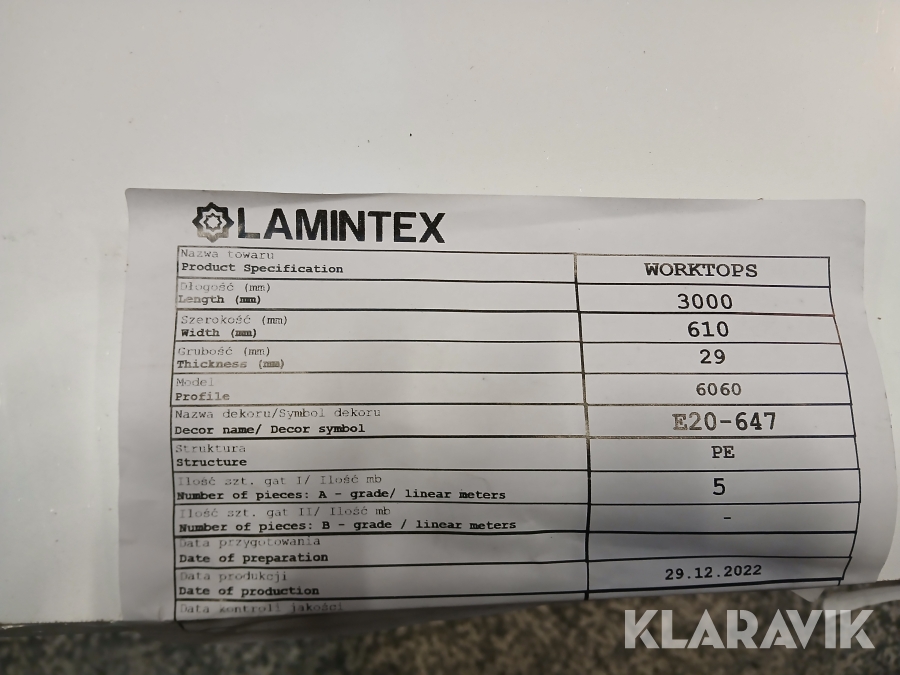 LAMINTEX
Nazwa towaru
Product Specification
WORKTOPS
Długość (mm)
Length (mm)
3000
Szerokość (mm)
Width (mm)
610
Grubość (mm)
Thickness (mm)
29
Model
Profile
6060
Nazwa dekoru/Symbol dekoru
Decor name/ Decor symbol
E20-647
Struktura
Structure
PE
Ilość szt. gat I/ Ilość mb
Number of pieces: A - grade/ linear meters
5
Ilość szt. gat II/ Ilość mb
Number of pieces: B - grade / linear meters
-
Data przygotowania
Date of preparation
Data produkcji
Date of production
29.12.2022
Data kontroli jakości
KLARAVIK